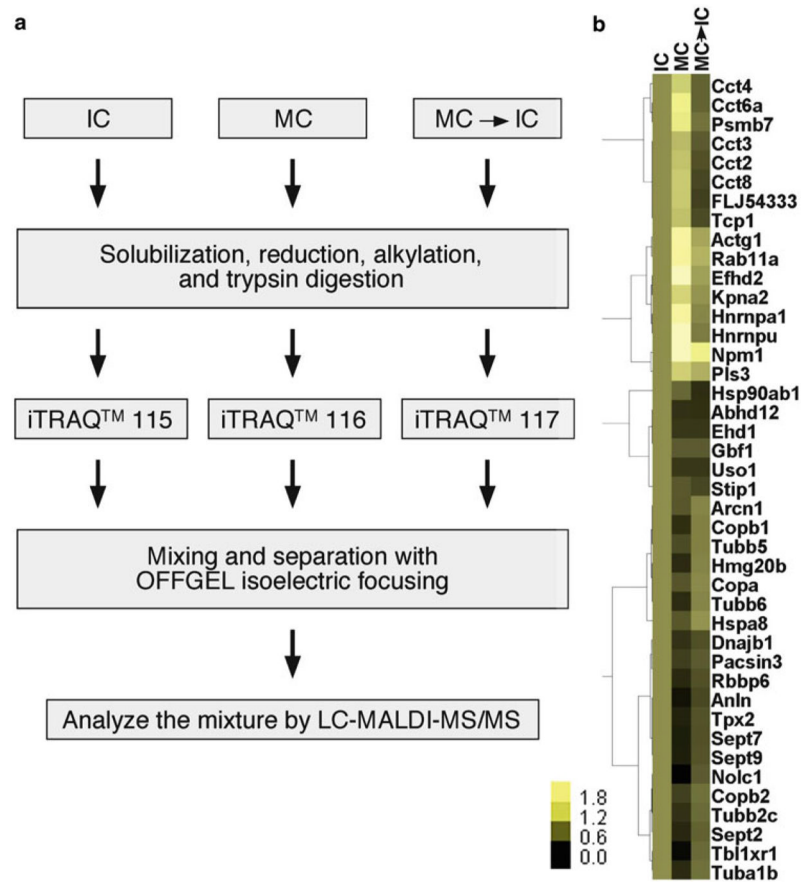 a
IC
MC
MC → IC
Solubilization, reduction, alkylation,
and trypsin digestion
iTRAQ™ 115
iTRAQ™ 116
iTRAQ™ 117
Mixing and separation with
OFFGEL isoelectric focusing
Analyze the mixture by LC-MALDI-MS/MS
b
IC
MC
MC→IC
Cct4
Cct6a
Psmb7
Cct3
Cct2
Cct8
FLJ54333
Tcp1
Actg1
Rab11a
Efhd2
Kpna2
Hnrnpa1
Hnrnpu
Npm1
Pls3
Hsp90ab1
Abhd12
Ehd1
Gbf1
Uso1
Stip1
Arcn1
Copb1
Tubb5
Hmg20b
Copa
Tubb6
Hspa8
Dnajb1
Pacsin3
Rbbp6
Anln
Tpx2
Sept7
Sept9
Nolc1
Copb2
Tubb2c
Sept2
Tbl1xr1
Tuba1b
1.8
1.2
0.6
0.0